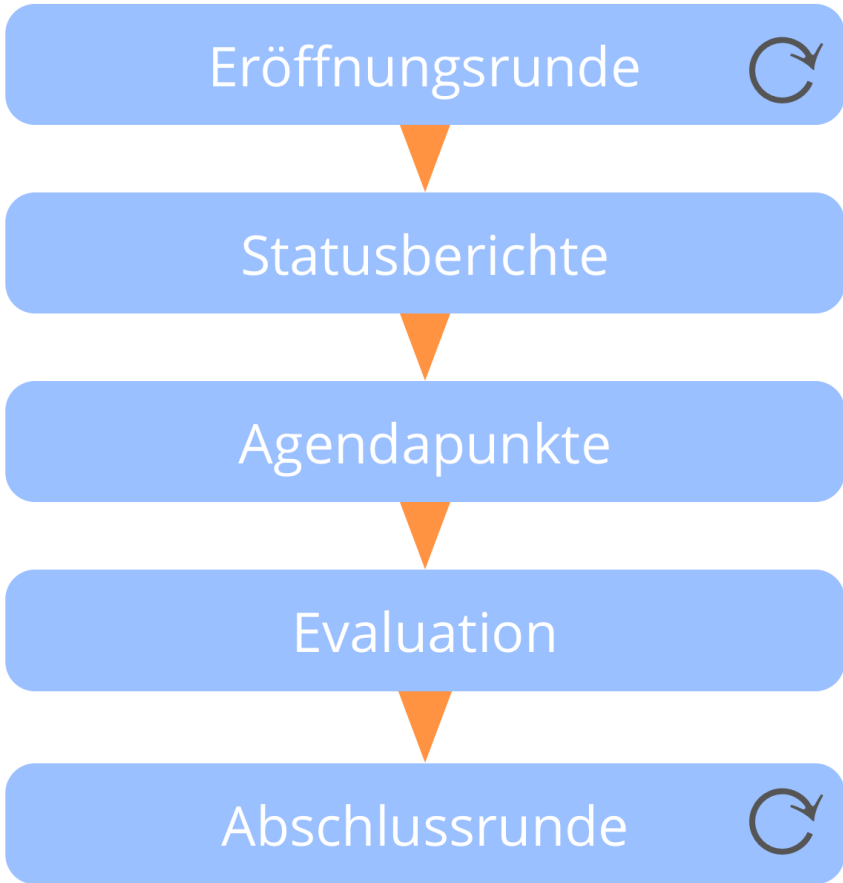 Eröffnungsrunde
Statusberichte
Agendapunkte
Evaluation
Abschlussrunde